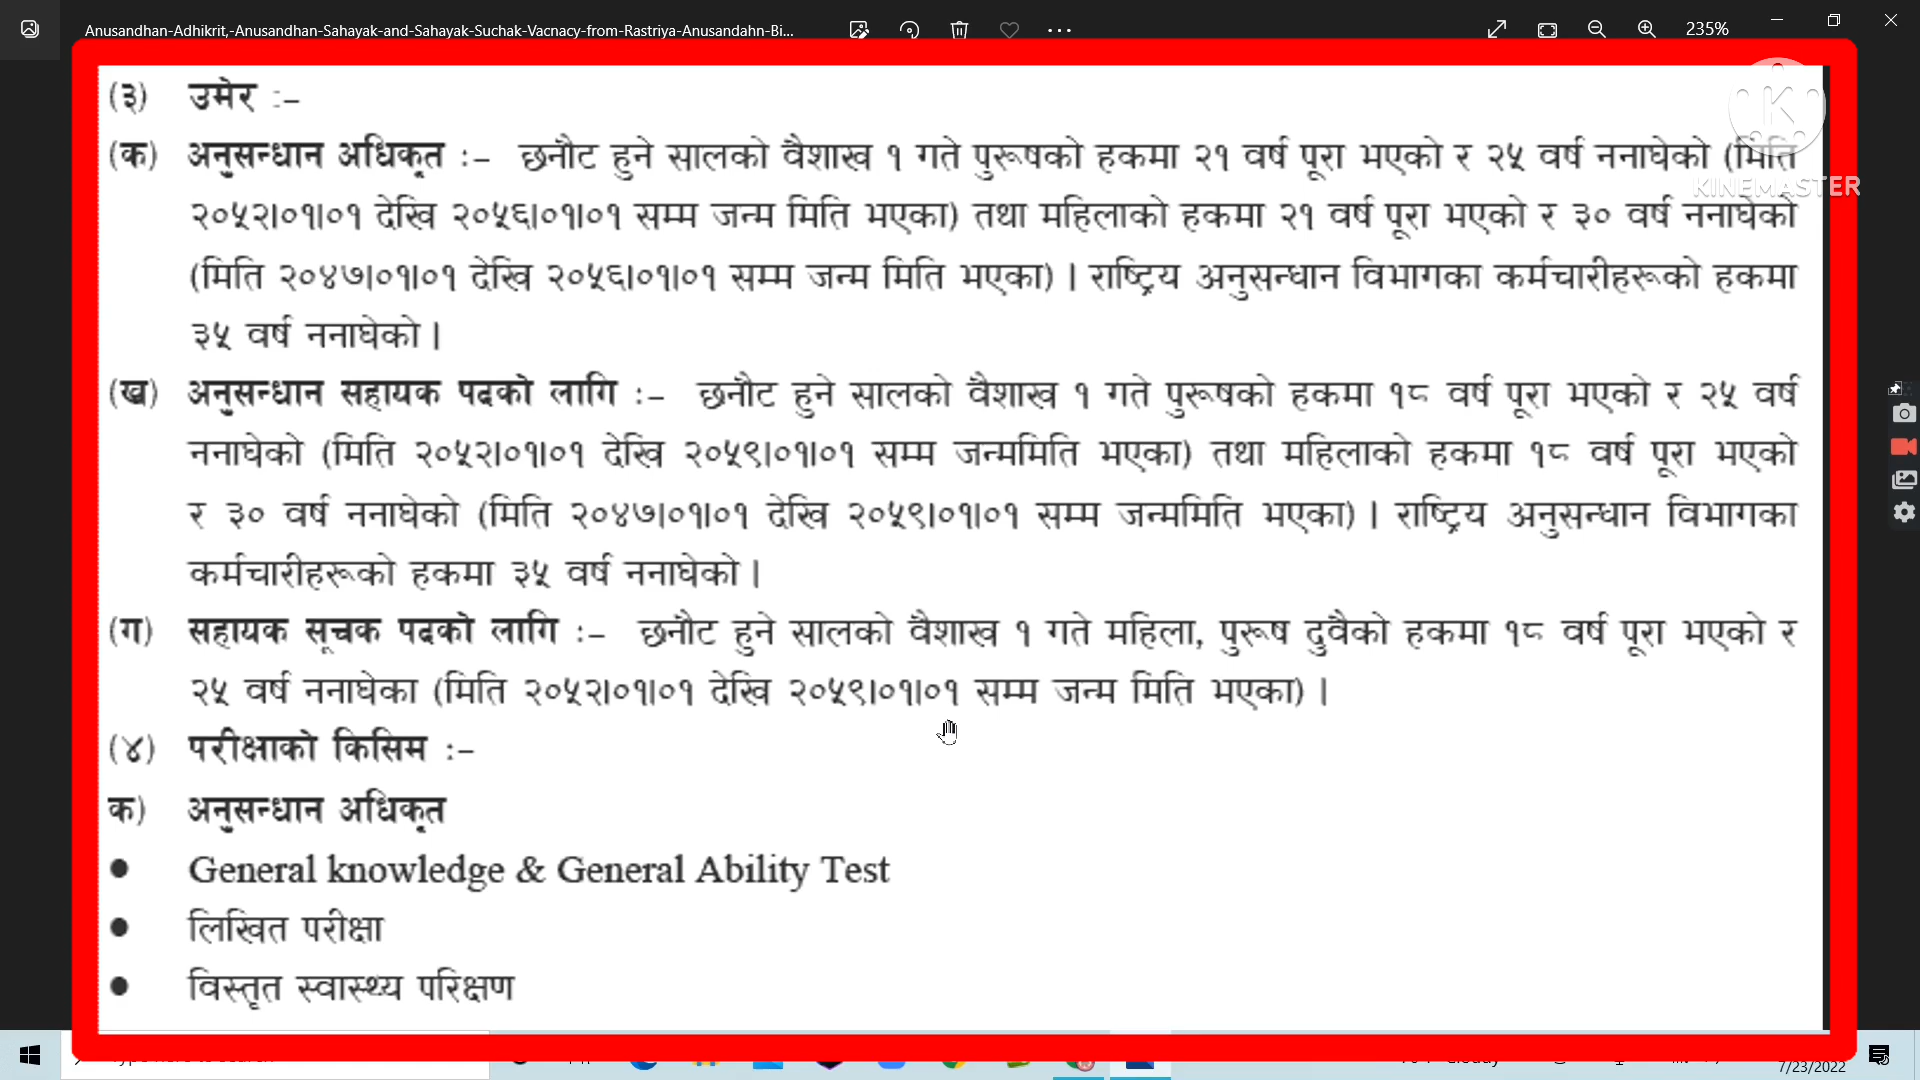 Anusandhan-Adhikrit,-Anusandhan-Sahayak-and-Sahayak-Suchak-Vacnacy-from-Rastriya-Anusandahn-Bi...
235%
(३) उमेर :–
(क) अनुसन्धान अधिकृत :– छनौट हुने सालको वैशाख १ गते पुरूषको हकमा २१ वर्ष पूरा भएको र २५ वर्ष ननाघेको (मिति
२०५२।०१।०१ देखि २०५६।०१।०१ सम्म जन्म मिति भएका) तथा महिलाको हकमा २१ वर्ष पूरा भएको र ३० वर्ष ननाघेको
(मिति २०४७।०१।०१ देखि २०५६।०१।०१ सम्म जन्म मिति भएका) । राष्ट्रिय अनुसन्धान विभागका कर्मचारीहरूको हकमा
३५ वर्ष ननाघेको ।
(ख) अनुसन्धान सहायक पदको लागि :– छनौट हुने सालको वैशाख १ गते पुरूषको हकमा १८ वर्ष पूरा भएको र २५ वर्ष
ननाघेको (मिति २०५२।०१।०१ देखि २०५९।०१।०१ सम्म जन्ममिति भएका) तथा महिलाको हकमा १८ वर्ष पूरा भएको
र ३० वर्ष ननाघेको (मिति २०४७।०१।०१ देखि २०५९।०१।०१ सम्म जन्ममिति भएका) । राष्ट्रिय अनुसन्धान विभागका
कर्मचारीहरूको हकमा ३५ वर्ष ननाघेको ।
(ग) सहायक सूचक पदको लागि :– छनौट हुने सालको वैशाख १ गते महिला, पुरूष दुवैको हकमा १८ वर्ष पूरा भएको र
२५ वर्ष ननाघेका (मिति २०५२।०१।०१ देखि २०५९।०१।०१ सम्म जन्म मिति भएका) ।
(४) परीक्षाको किसिम :–
क) अनुसन्धान अधिकृत
● General knowledge & General Ability Test
● लिखित परीक्षा
● विस्तृत स्वास्थ्य परिक्षण
K
KINEMASTER
7/23/2022